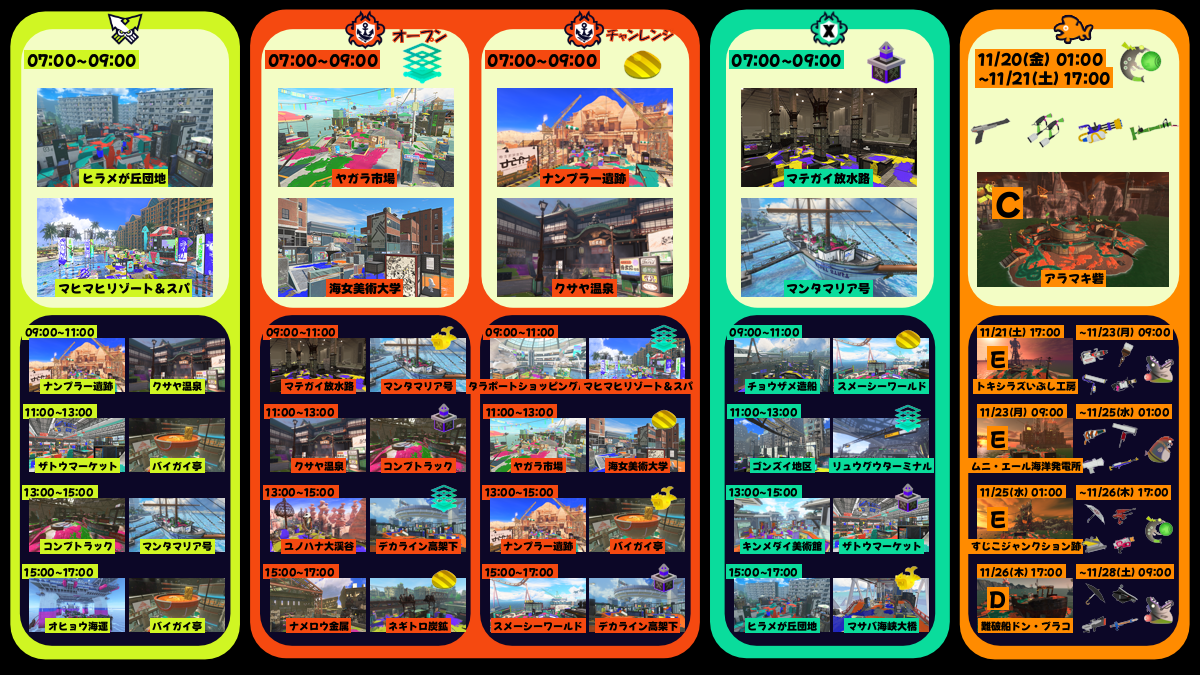 07:00~09:00
ヒラメが丘団地
マヒマヒリゾート＆スパ
09:00~11:00
ナンプラー遺跡
クサヤ温泉
11:00~13:00
ザトウマーケット
バイガイ亭
13:00~15:00
コンブトラック
マンタマリア号
15:00~17:00
オヒョウ海運
バイガイ亭
オープン
07:00~09:00
ヤガラ市場
海女美術大学
09:00~11:00
マテガイ放水路
マンタマリア号
11:00~13:00
クサヤ温泉
コンブトラック
13:00~15:00
ユノハナ大渓谷
デカライン高架下
15:00~17:00
ナメロウ金属
ネギトロ炭鉱
チャンレンジ
07:00~09:00
ナンプラー遺跡
クサヤ温泉
09:00~11:00
タラポートショッピング
マヒマヒリゾート＆スパ
11:00~13:00
ヤガラ市場
海女美術大学
13:00~15:00
ナンプラー遺跡
バイガイ亭
15:00~17:00
スメーシーワールド
デカライン高架下
X
07:00~09:00
マテガイ放水路
マンタマリア号
09:00~11:00
チョウザメ造船
スメーシーワールド
11:00~13:00
ゴンズイ地区
リュウグウターミナル
13:00~15:00
キンメダイ美術館
ザトウマーケット
15:00~17:00
ヒラメが丘団地
マサバ海峡大橋
11/20(金) 01:00
~11/21(土) 17:00
C
アラマキ砦
11/21(土) 17:00
~11/23(月) 09:00
E
トキシラズいぶし工房
11/23(月) 09:00
~11/25(水) 01:00
E
ムニ・エール海洋発電所
11/25(水) 01:00
~11/26(木) 17:00
E
すじこジャンクション跡
11/26(木) 17:00
~11/28(土) 09:00
D
難破船ドン・ブラコ